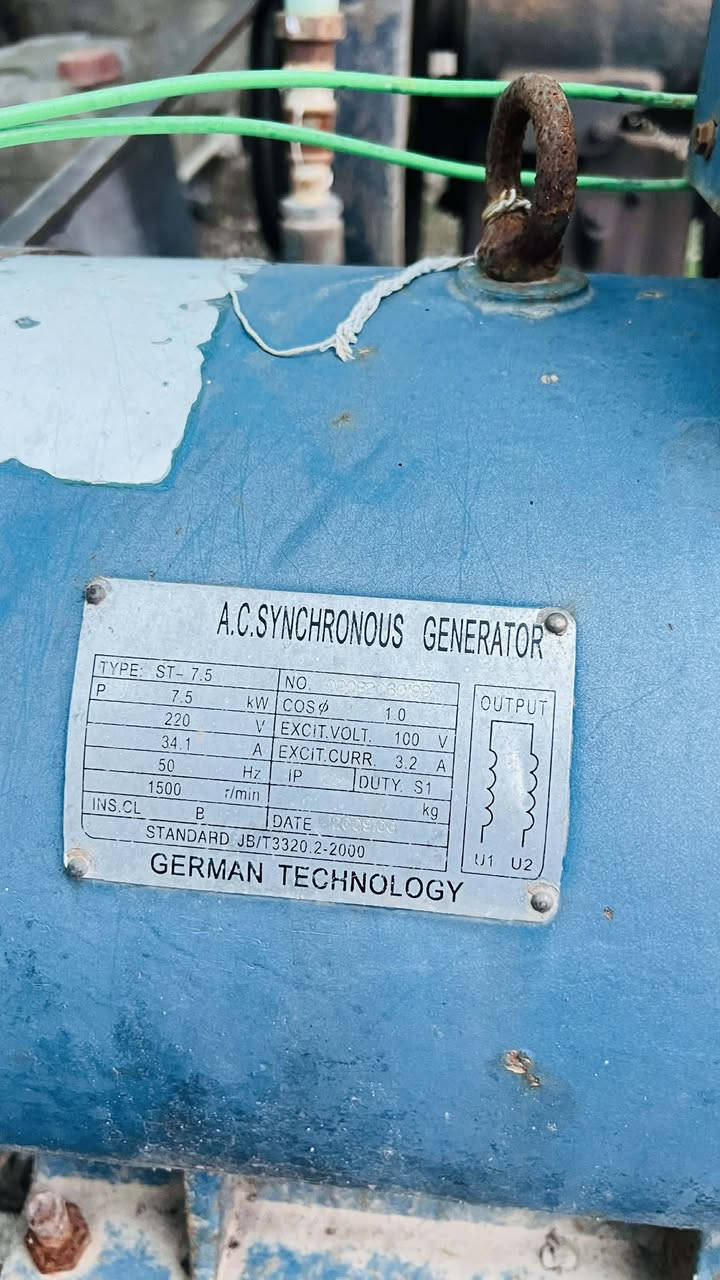 A.C.SYNCHRONOUS GENERATOR
TYPE: ST- 7.5 NO.
P 7.5 kW COSφ 1.0
220 V EXCIT.VOLT. 100 V
34.1 A EXCIT.CURR. 3.2 A
50 Hz IP DUTY. S1
1500 r/min kg
INS.CL B DATE
STANDARD JB/T3320.2-2000
GERMAN TECHNOLOGY
OUTPUT
U1 U2